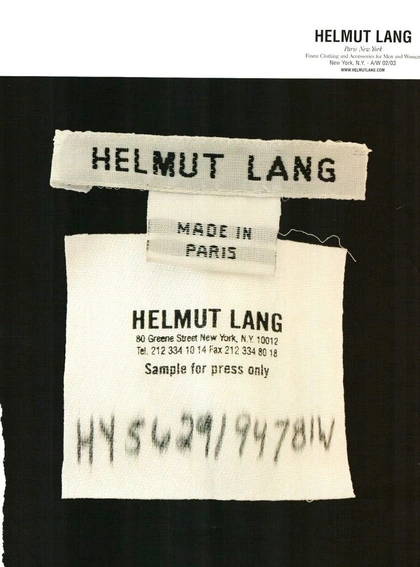 HELMUT LANG
Paris New York
Finest Clothing and Accessories for Men and Women
New York, N.Y. - A/W 02/03
WWW.HELMUTLANG.COM
HELMUT LANG
MADE IN
PARIS
HELMUT LANG
80 Greene Street New York, N.Y. 10012
Tel. 212 334 10 14 Fax 212 334 80 18
Sample for press only
HY5629/9478IW